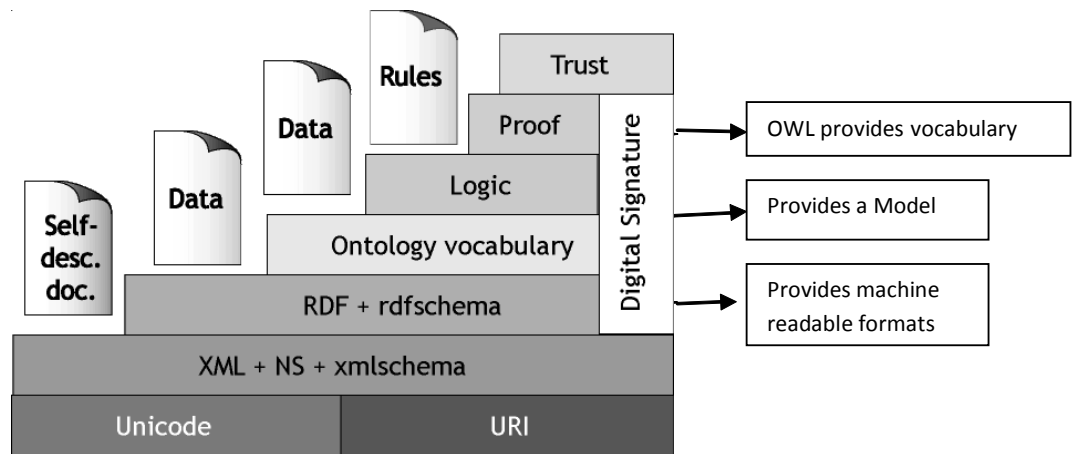 Trust
Rules
Proof
Data
Logic
Data
Ontology vocabulary
Self-
desc.
doc.
RDF + rdfschema
XML + NS + xmlschema
Unicode
URI
Digital Signature
OWL provides vocabulary
Provides a Model
Provides machine
readable formats